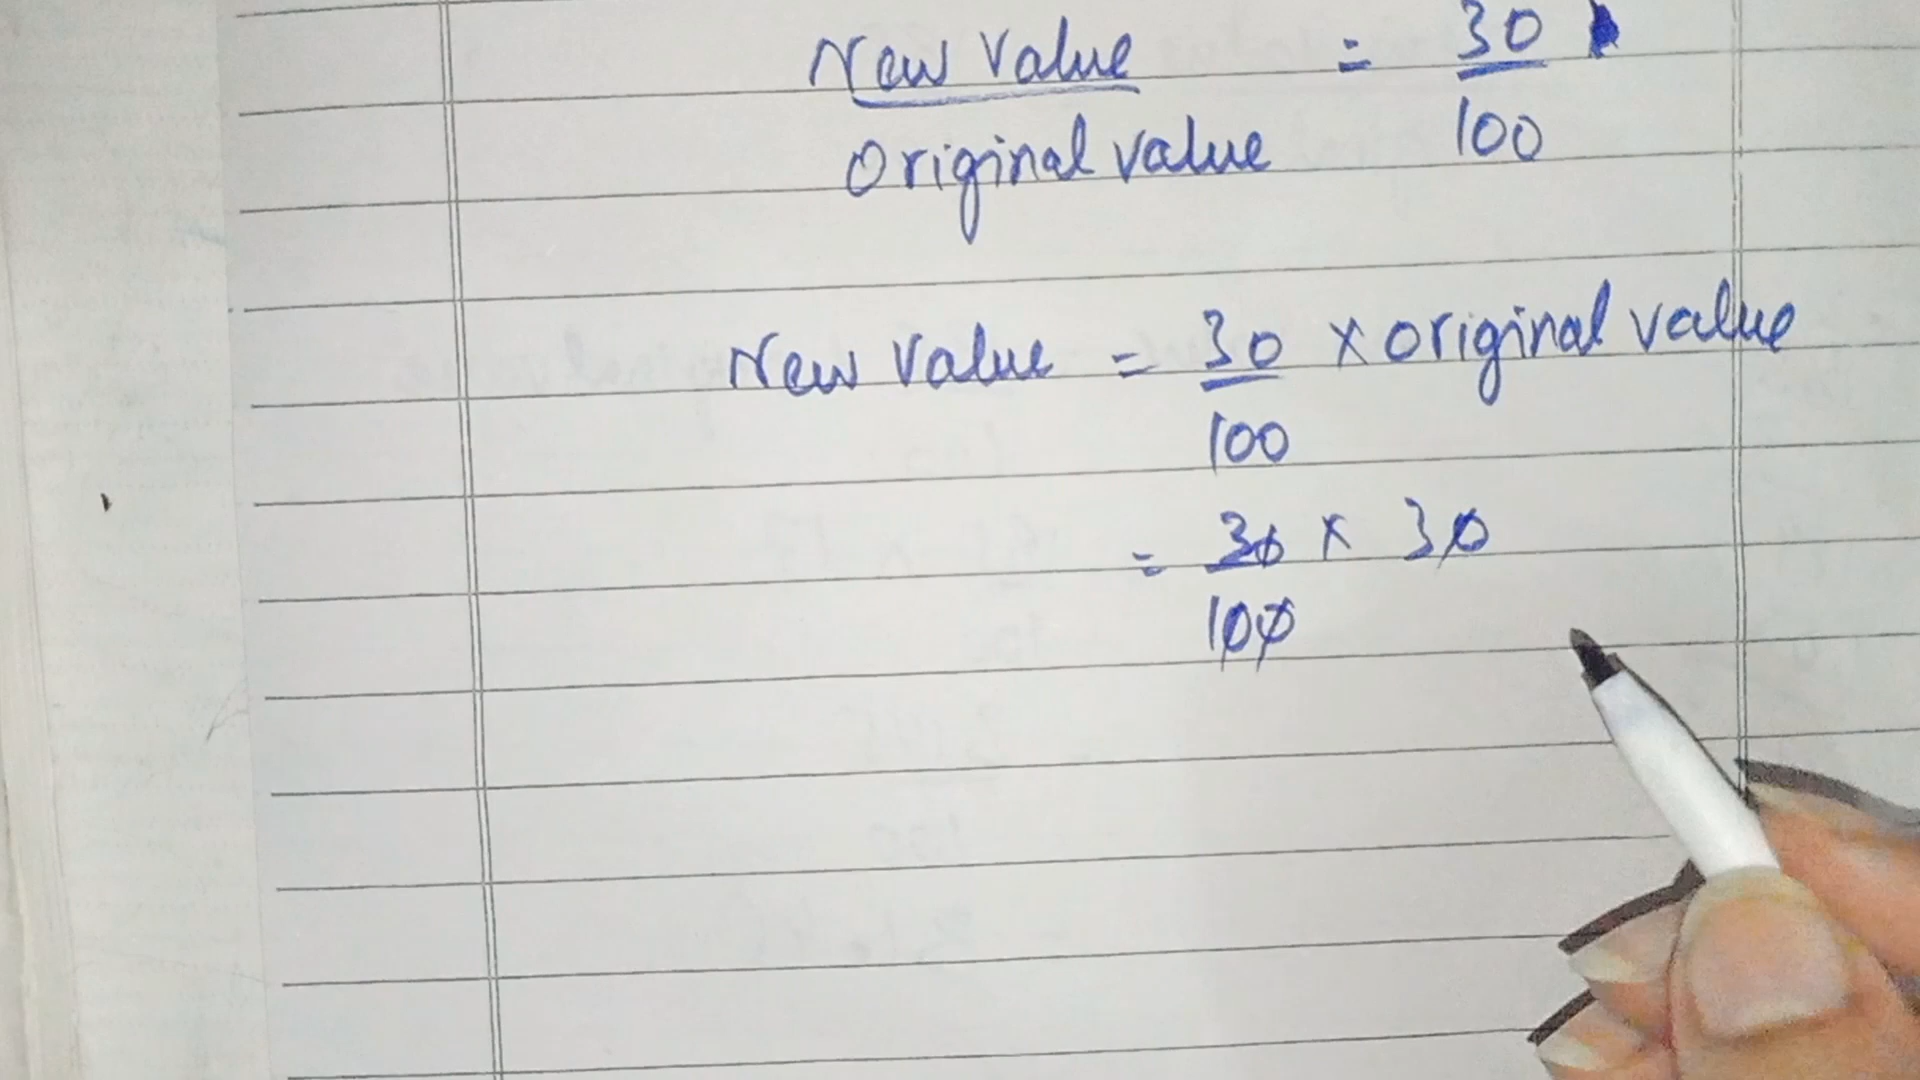 New Value = 30
Original value 100
New Value = 30 x original value
100
= 30 x 30
100